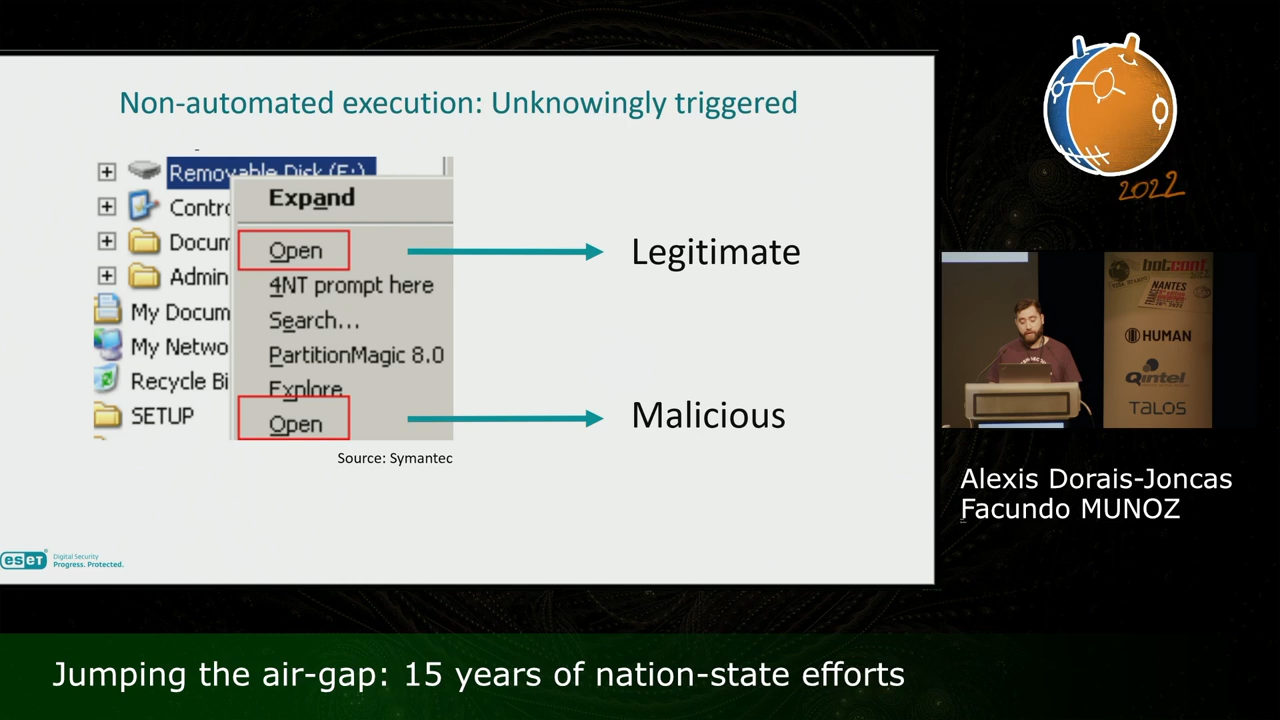 Non-automated execution: Unknowingly triggered
Removable Disk (F:)
Expand
Contro
Open
Legitimate
Docum
4NT prompt here
Admin
Search...
My Docum
PartitionMagic 8.0
My Netwo
Explore
Recycle Bi
Open
Malicious
SETUP
Source: Symantec
eset
Digital Security
Progress. Protected.
2022
botconf
NANTES
HUMAN
Qintel
TALOS
Alexis Dorais-Joncas
Facundo MUNOZ
Jumping the air-gap: 15 years of nation-state efforts